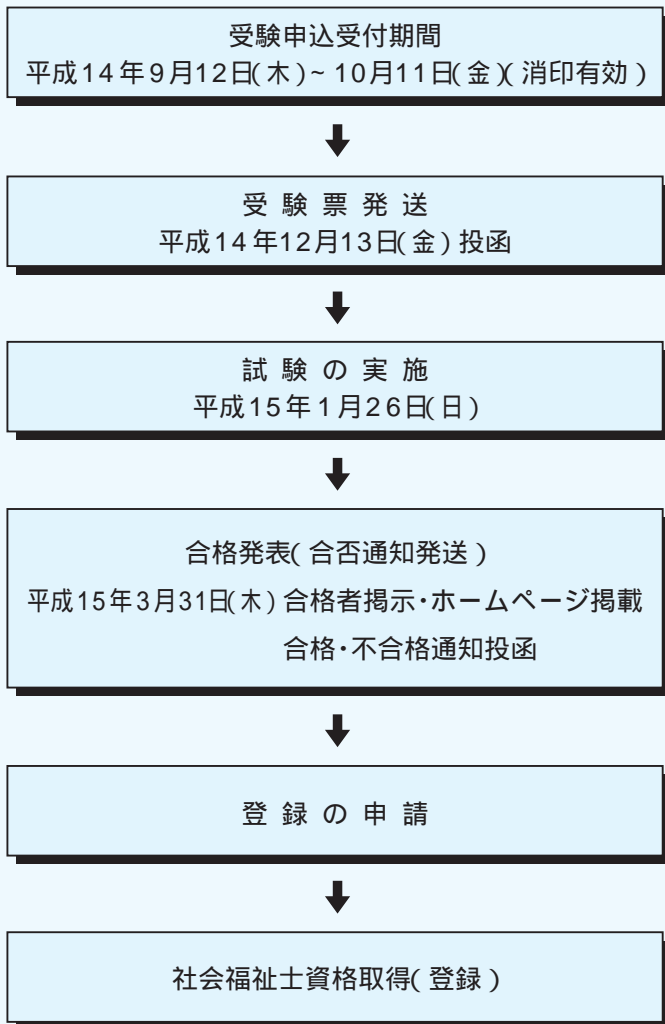 受験申込受付期間
平成14年9月12日(木)~10月11日(金)(消印有効)
受験票発送
平成14年12月13日(金)投函
試験の実施
平成15年1月26日(日)
合格発表(合否通知発送)
平成15年3月31日(木)合格者掲示・ホームページ掲載
合格・不合格通知投函
登録の申請
社会福祉士資格取得(登録)